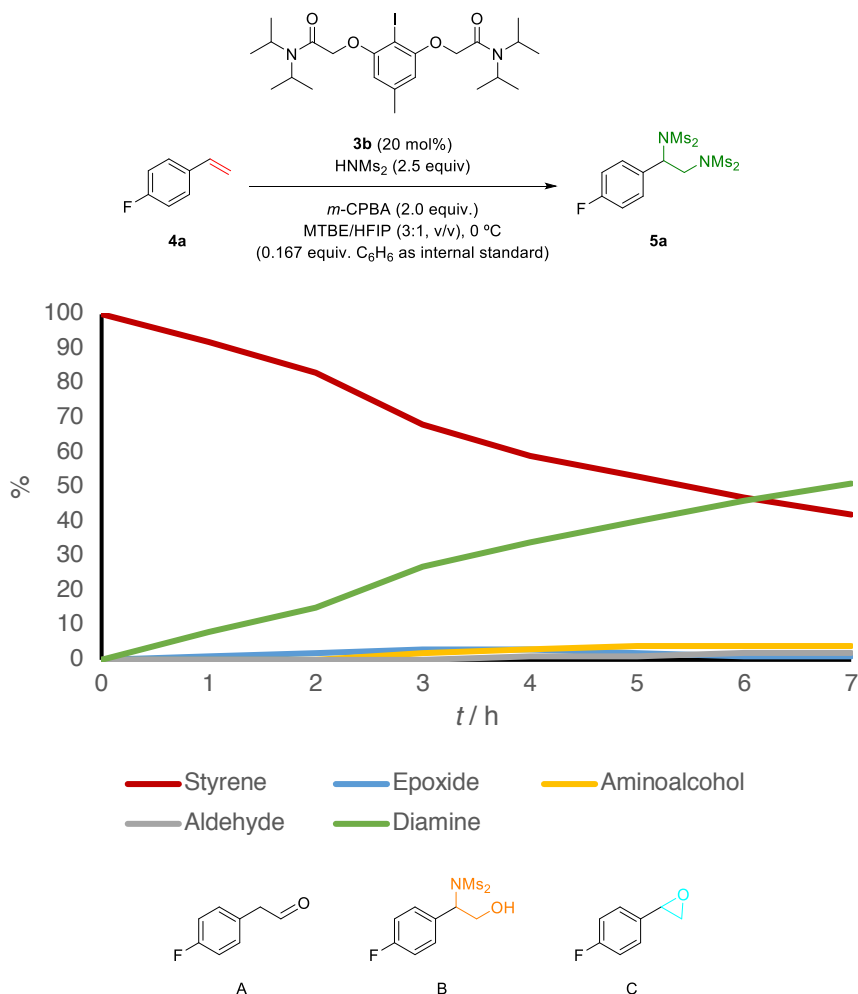 O I O
N O O N
3b (20 mol%)
HNMs₂ (2.5 equiv)
m-CPBA (2.0 equiv.)
MTBE/HFIP (3:1, v/v), 0 ºC
(0.167 equiv. C₆H₆ as internal standard)
F
4a
NMs₂
NMs₂
F
5a
100
90
80
70
60
50
40
30
20
10
0
%
0 1 2 3 4 5 6 7
t / h
Styrene Epoxide Aminoalcohol
Aldehyde Diamine
O
F
A
NMs₂
OH
F
B
O
F
C